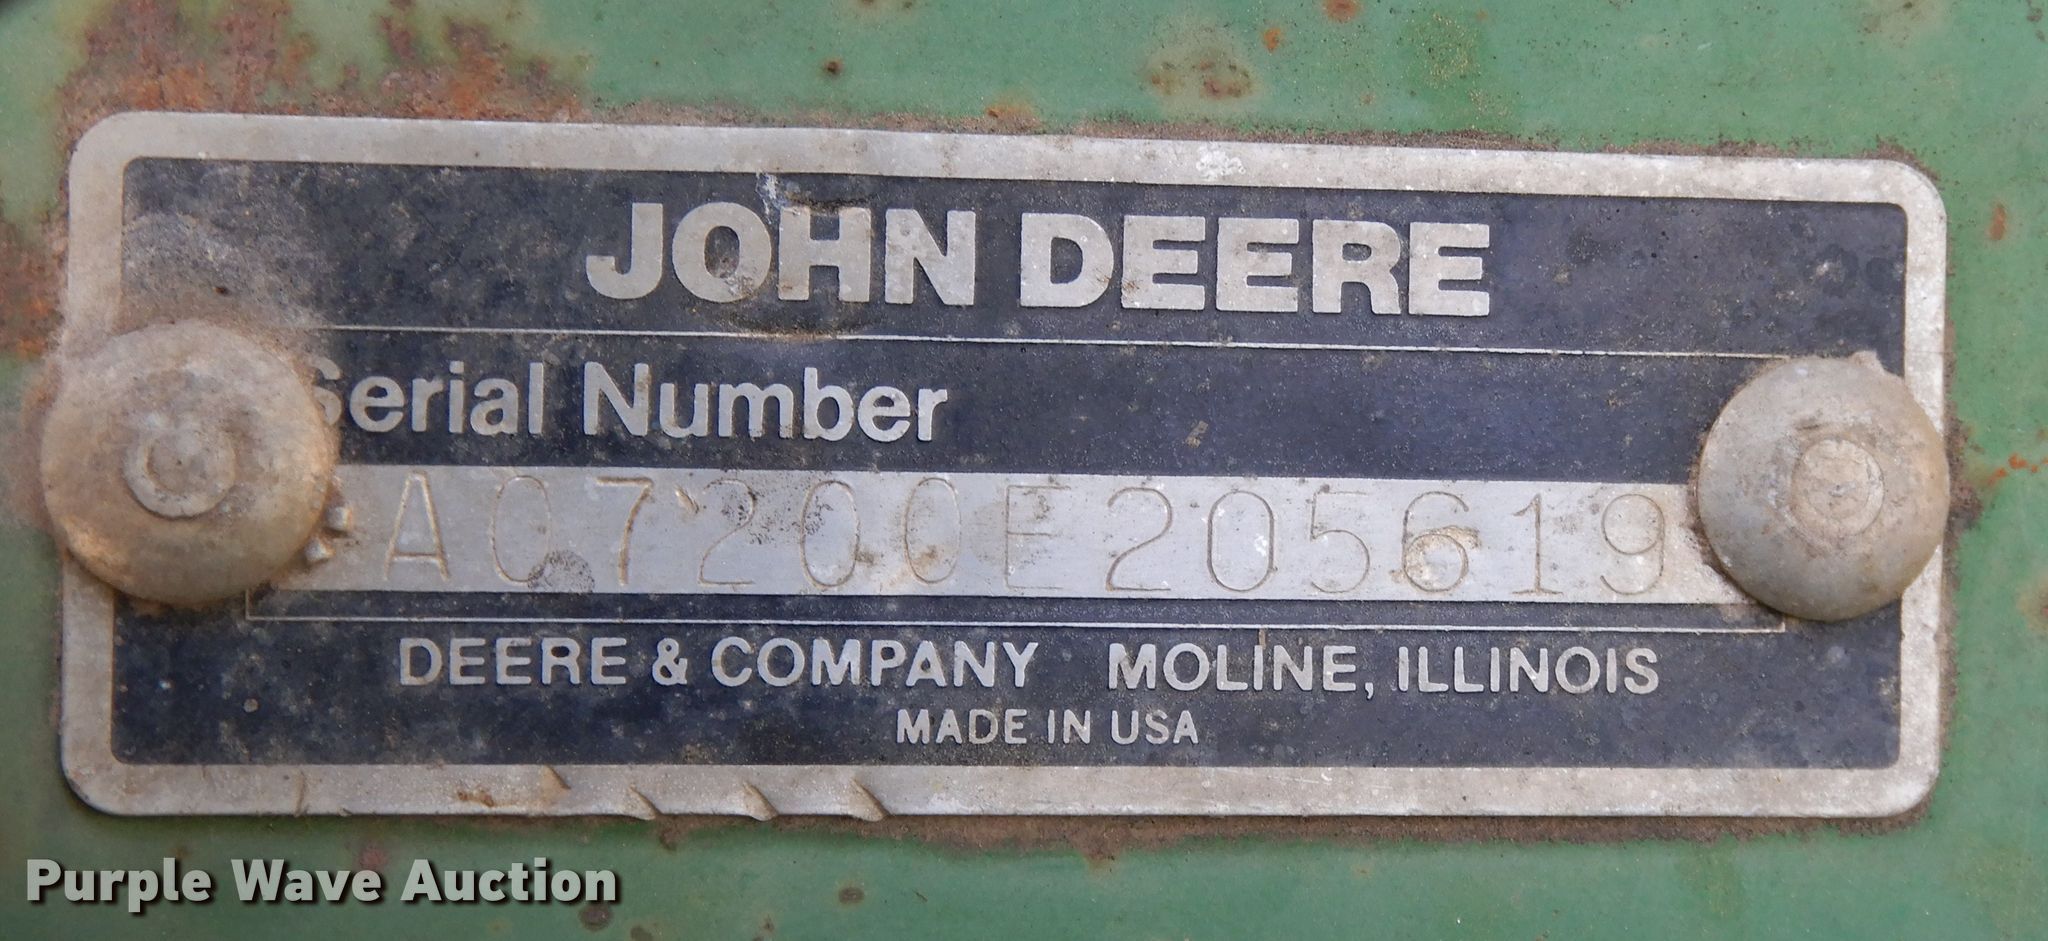 JOHN DEERE
Serial Number
A07200E205619
DEERE & COMPANY MOLINE, ILLINOIS
MADE IN USA
Purple Wave Auction